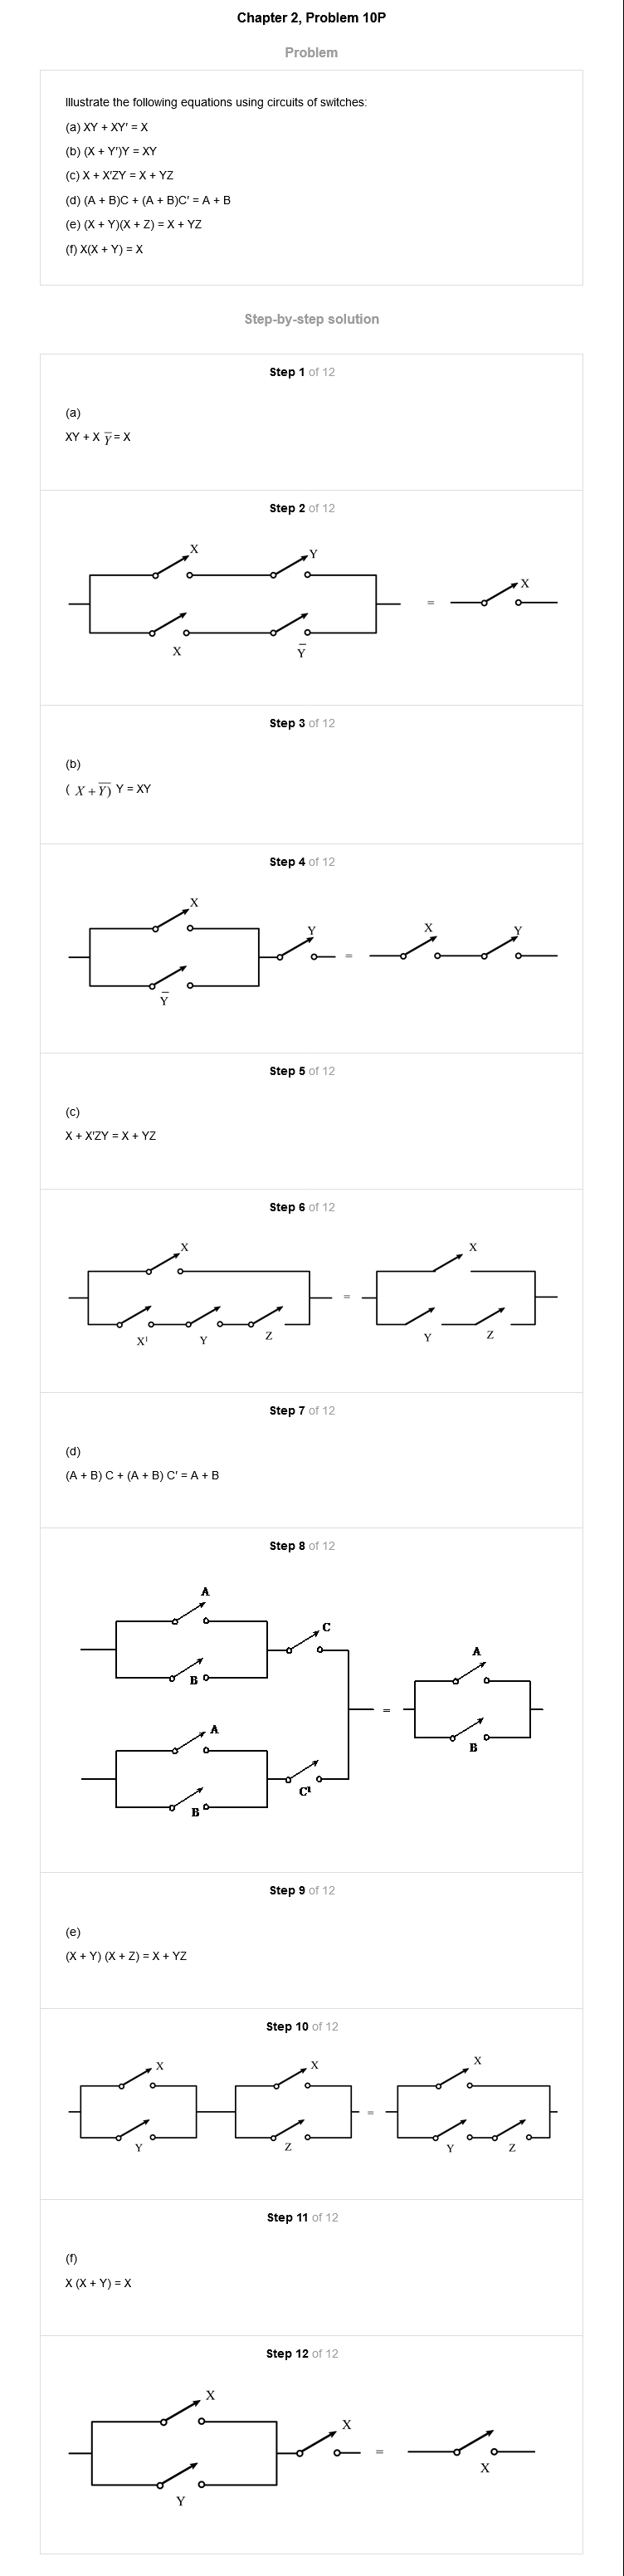 Chapter 2, Problem 10P
Problem
Illustrate the following equations using circuits of switches:
(a) XY + XY′ = X
(b) (X + Y′)Y = XY
(c) X + X′ZY = X + YZ
(d) (A + B)C + (A + B)C′ = A + B
(e) (X + Y)(X + Z) = X + YZ
(f) X(X + Y) = X
Step-by-step solution
Step 1 of 12
(a)
XY + X Y̅ = X
Step 2 of 12
X Y
= X
X Y̅
Step 3 of 12
(b)
( X + Y̅)̅ Y = XY
Step 4 of 12
X
Y = X Y
Y̅
Step 5 of 12
(c)
X + X′ZY = X + YZ
Step 6 of 12
X X
=
X¹ Y Z Y Z
Step 7 of 12
(d)
(A + B) C + (A + B) C′ = A + B
Step 8 of 12
A
C
B A
=
A B
C¹
B
Step 9 of 12
(e)
(X + Y) (X + Z) = X + YZ
Step 10 of 12
X X X
=
Y Z Y Z
Step 11 of 12
(f)
X (X + Y) = X
Step 12 of 12
X
X
=
X
Y